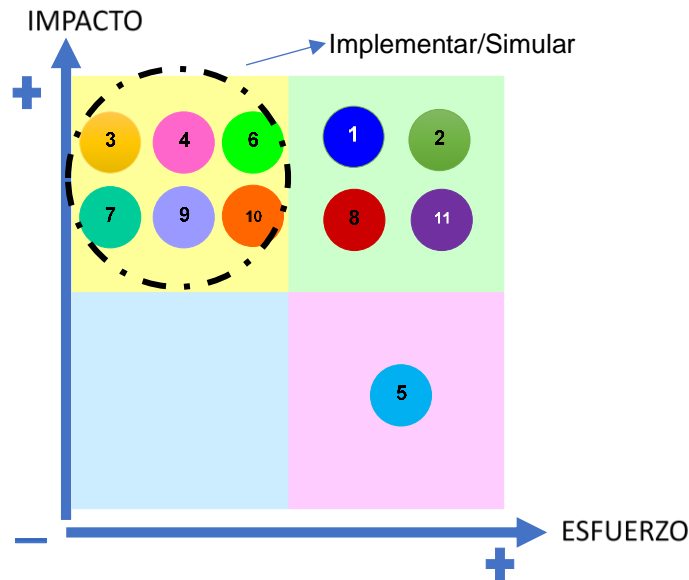 IMPACTO
Implementar/Simular
+
3 4 6 1 2
7 9 10 8 11
5
–
ESFUERZO
+